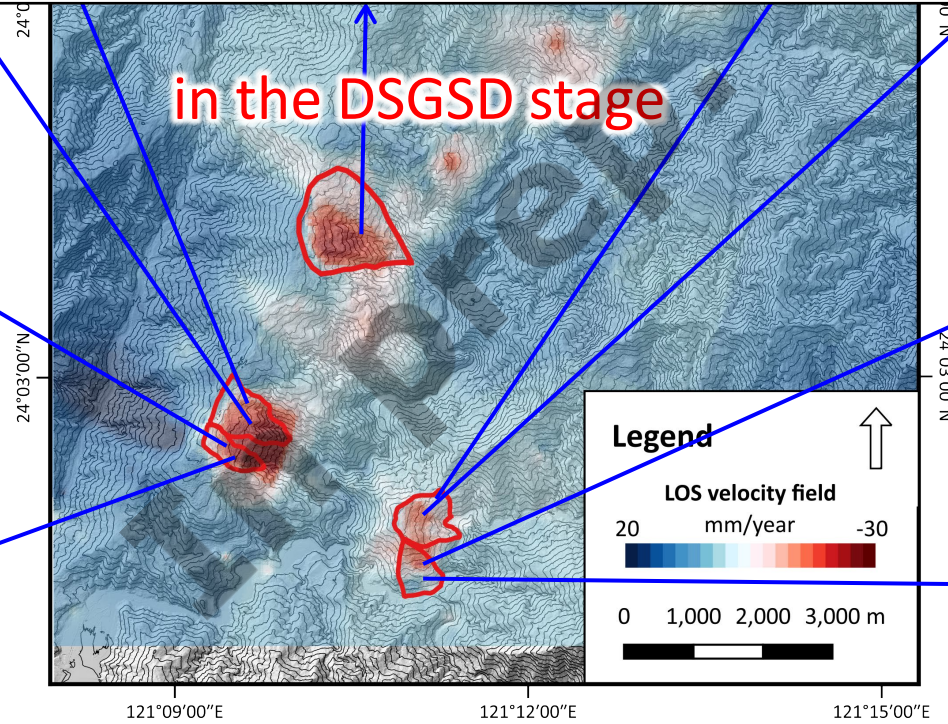 in the DSGSD stage
24°03'00"N
Legend
LOS velocity field
20 mm/year -30
0 1,000 2,000 3,000 m
121°09'00"E 121°12'00"E 121°15'00"E